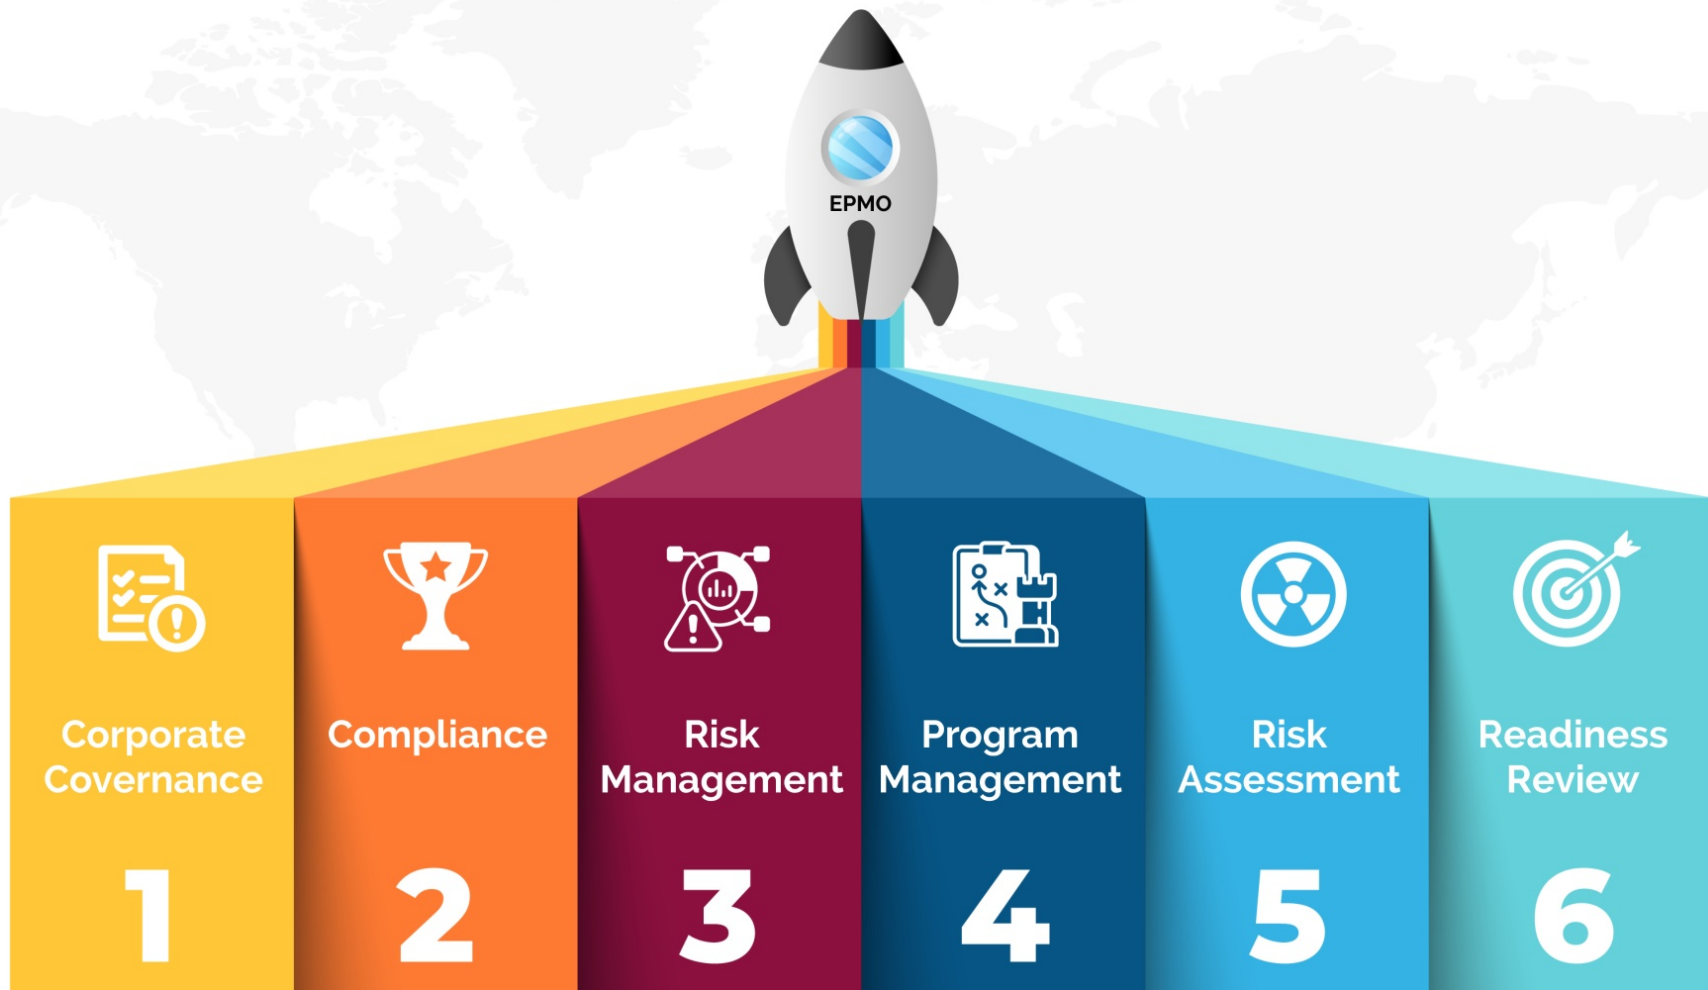 EPMO
Corporate
Covernance
1
Compliance
2
Risk
Management
3
Program
Management
4
Risk
Assessment
5
Readiness
Review
6